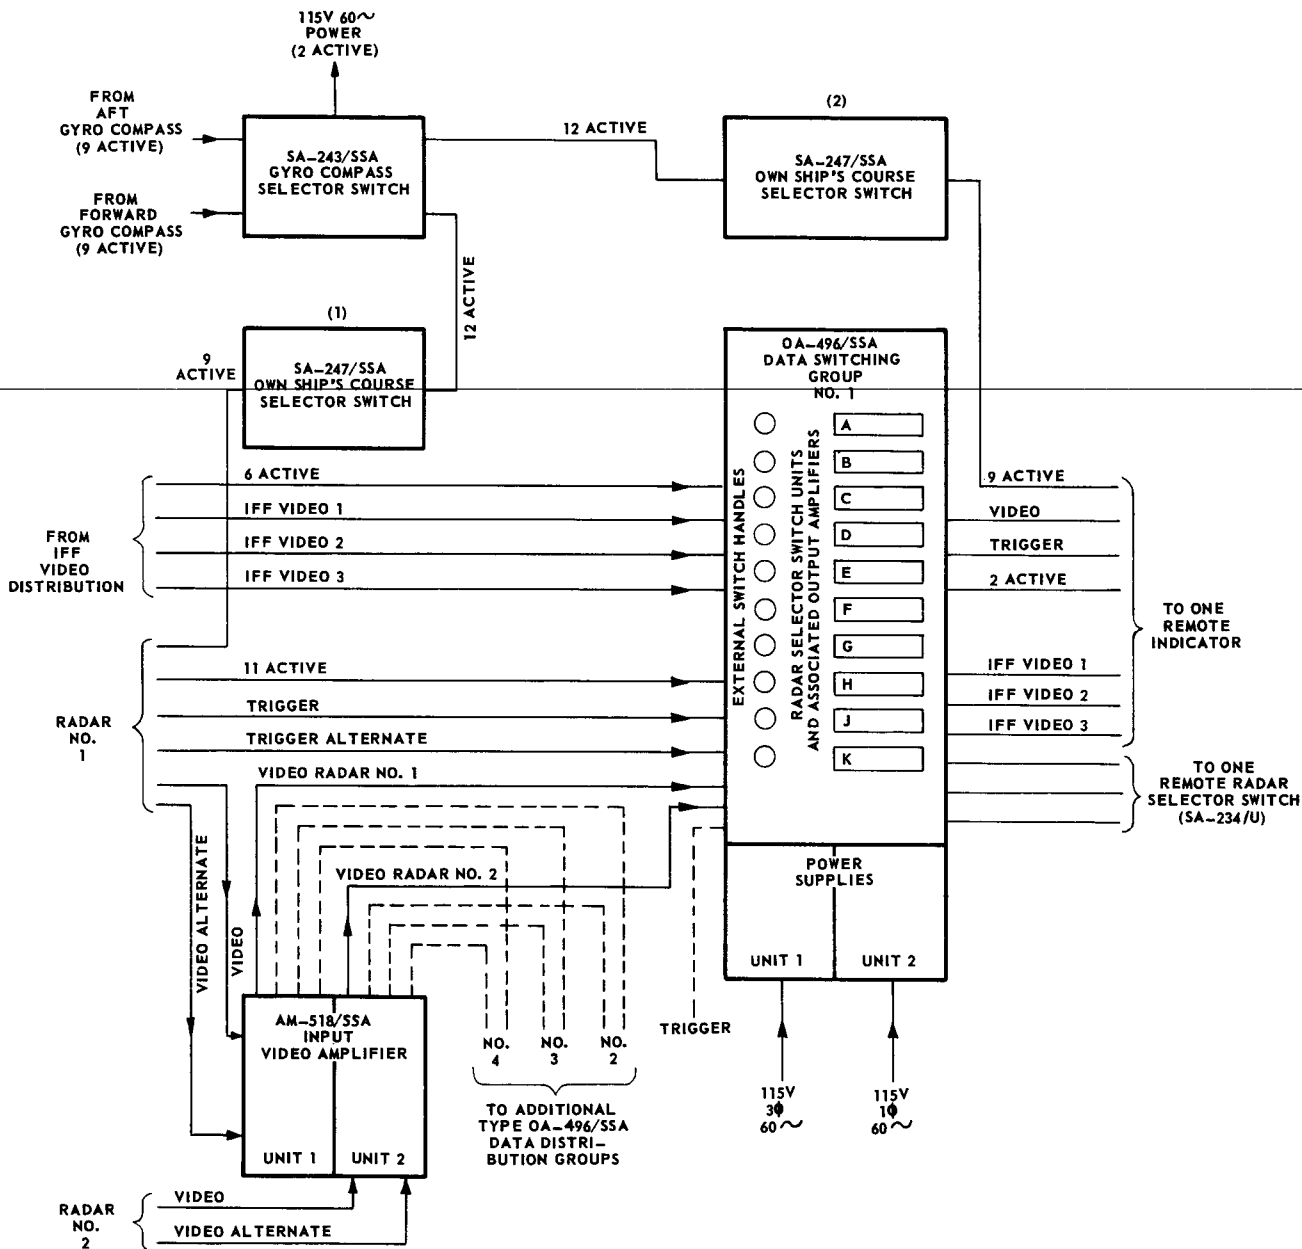 115V 60~
POWER
(2 ACTIVE)
FROM
AFT
GYRO COMPASS
(9 ACTIVE)
FROM
FORWARD
GYRO COMPASS
(9 ACTIVE)
SA-243/SSA
GYRO COMPASS
SELECTOR SWITCH
12 ACTIVE
(2)
SA-247/SSA
OWN SHIP'S COURSE
SELECTOR SWITCH
12 ACTIVE
(1)
SA-247/SSA
OWN SHIP'S COURSE
SELECTOR SWITCH
9
ACTIVE
OA-496/SSA
DATA SWITCHING
GROUP
NO. 1
EXTERNAL SWITCH HANDLES
RADAR SELECTOR SWITCH UNITS
AND ASSOCIATED OUTPUT AMPLIFIERS
A
B
C
D
E
F
G
H
J
K
FROM
IFF
VIDEO
DISTRIBUTION
6 ACTIVE
IFF VIDEO 1
IFF VIDEO 2
IFF VIDEO 3
RADAR
NO.
1
11 ACTIVE
TRIGGER
TRIGGER ALTERNATE
VIDEO RADAR NO. 1
VIDEO RADAR NO. 2
VIDEO ALTERNATE
VIDEO
9 ACTIVE
VIDEO
TRIGGER
2 ACTIVE
IFF VIDEO 1
IFF VIDEO 2
IFF VIDEO 3
TO ONE
REMOTE
INDICATOR
TO ONE
REMOTE RADAR
SELECTOR SWITCH
(SA-234/U)
POWER
SUPPLIES
UNIT 1
UNIT 2
TRIGGER
115V
3ϕ
60~
115V
1ϕ
60~
AM-518/SSA
INPUT
VIDEO AMPLIFIER
UNIT 1
UNIT 2
NO.
4
NO.
3
NO.
2
TO ADDITIONAL
TYPE OA-496/SSA
DATA DISTRI-
BUTION GROUPS
RADAR
NO.
2
VIDEO
VIDEO ALTERNATE